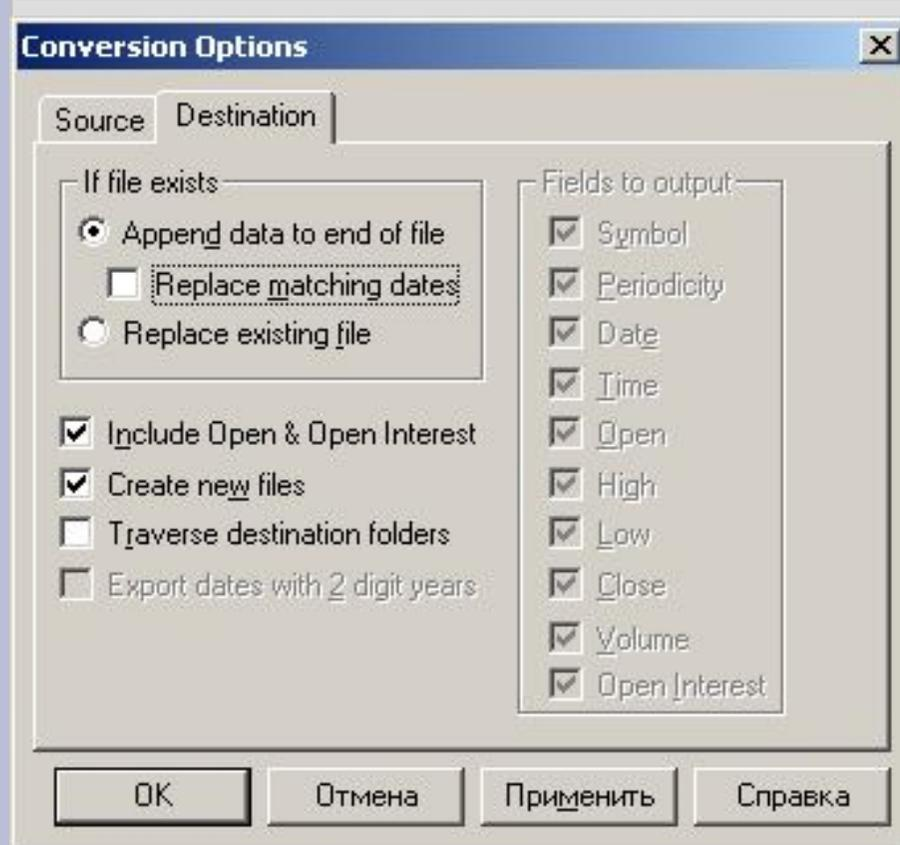 Conversion Options
Source
Destination
If file exists
Append data to end of file
Replace matching dates
Replace existing file
Include Open & Open Interest
Create new files
Traverse destination folders
Export dates with 2 digit years
Fields to output
Symbol
Periodicity
Date
Time
Open
High
Low
Close
Volume
Open Interest
OK
Отмена
Применить
Справка